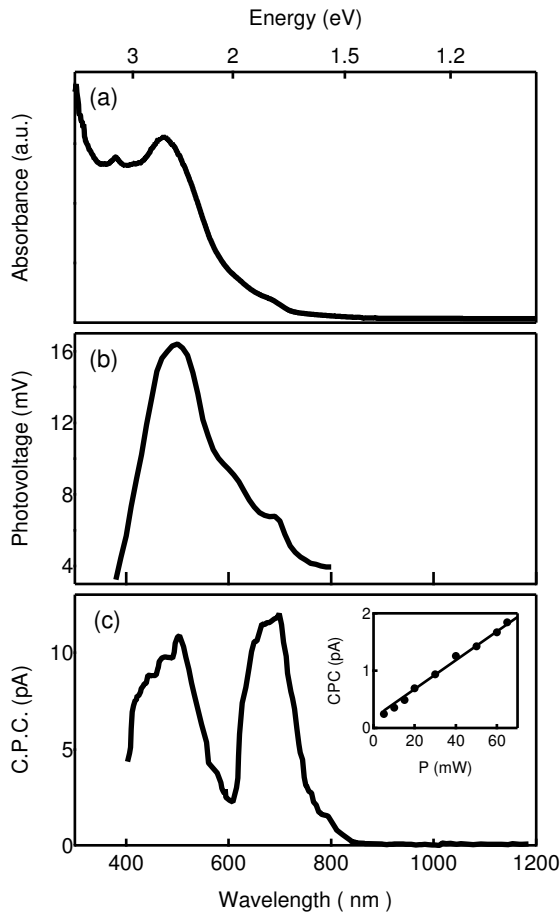 Energy (eV)
3 2 1.5 1.2
(a)
Absorbance (a.u.)
(b)
16
12
8
4
Photovoltage (mV)
(c)
10
5
0
C.P.C. (pA)
2
1
0
CPC (pA)
0 20 40 60
P (mW)
400 600 800 1000 1200
Wavelength ( nm )